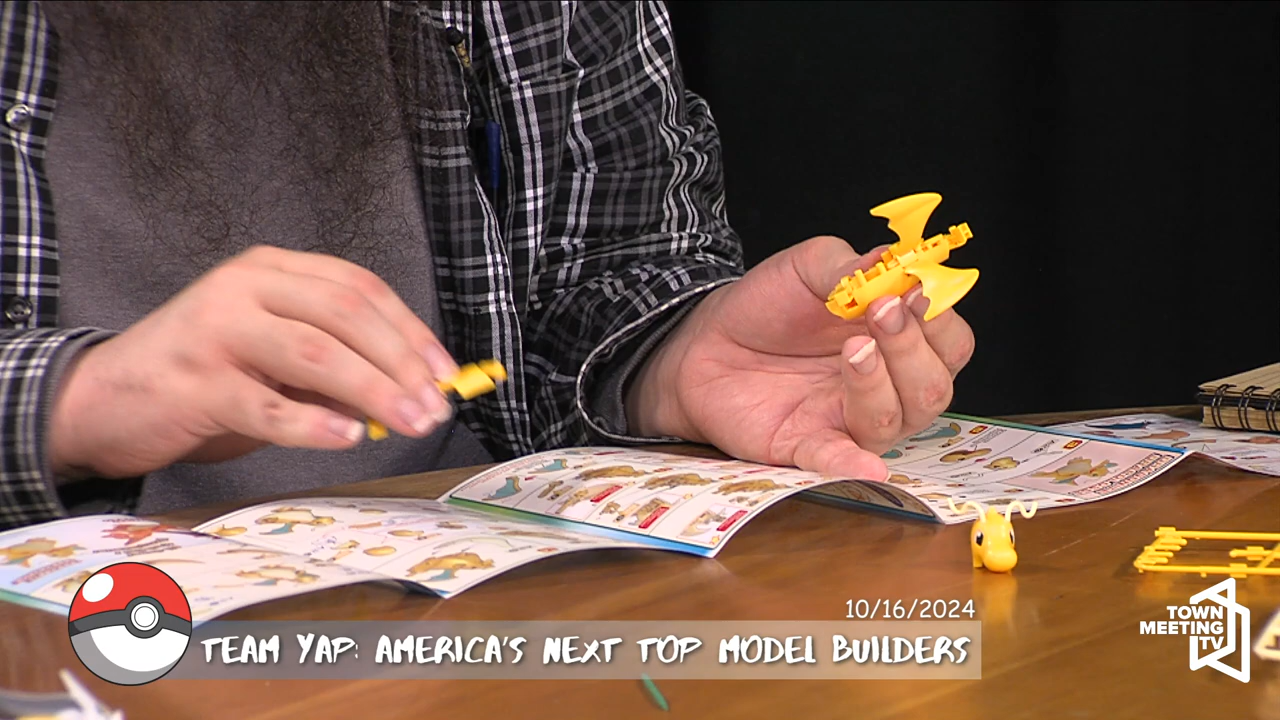 10/16/2024
TEAM YAP: AMERICA'S NEXT TOP MODEL BUILDERS
TOWN
MEETING
TV